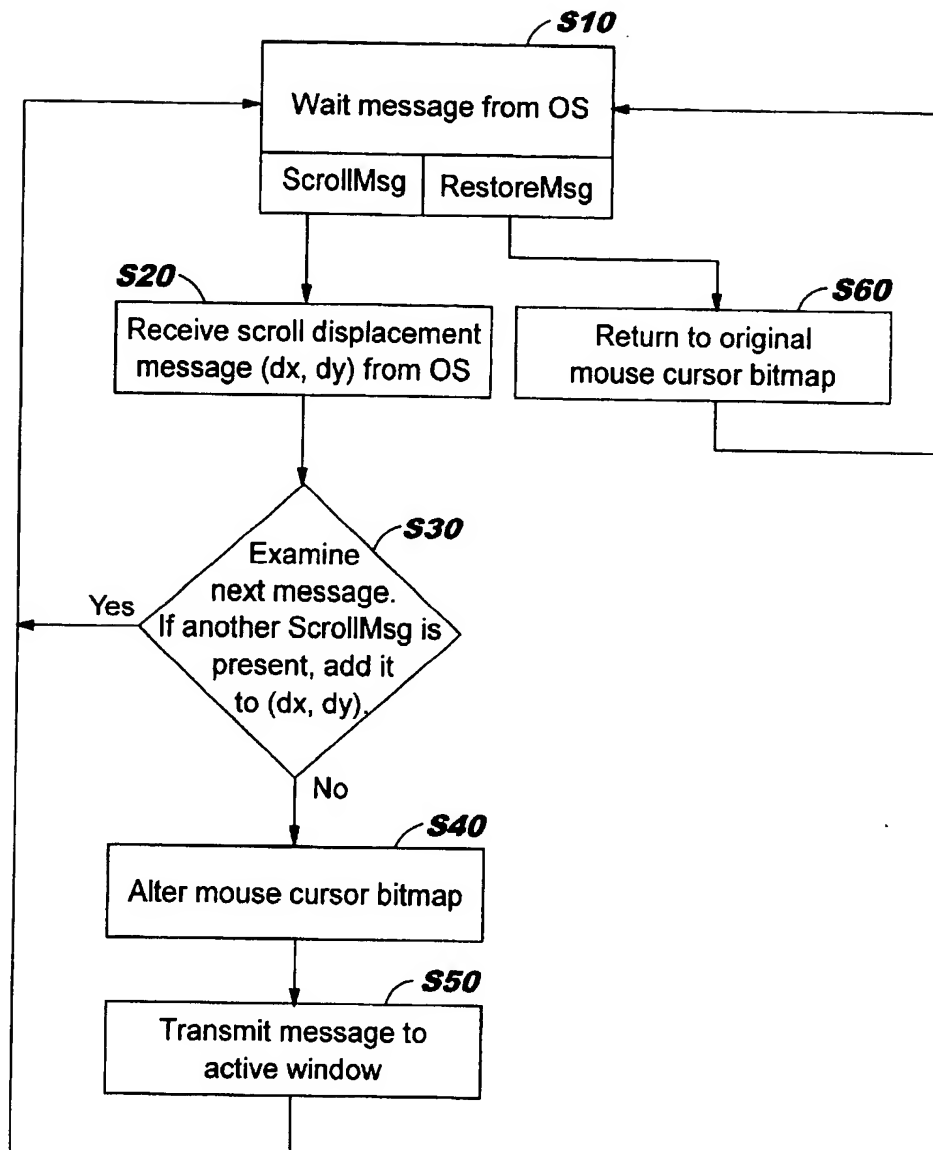 S10
Wait message from OS
ScrollMsg
RestoreMsg
S20
Receive scroll displacement
message (dx, dy) from OS
S60
Return to original
mouse cursor bitmap
S30
Examine
next message.
If another ScrollMsg is
present, add it
to (dx, dy).
Yes
No
S40
Alter mouse cursor bitmap
S50
Transmit message to
active window